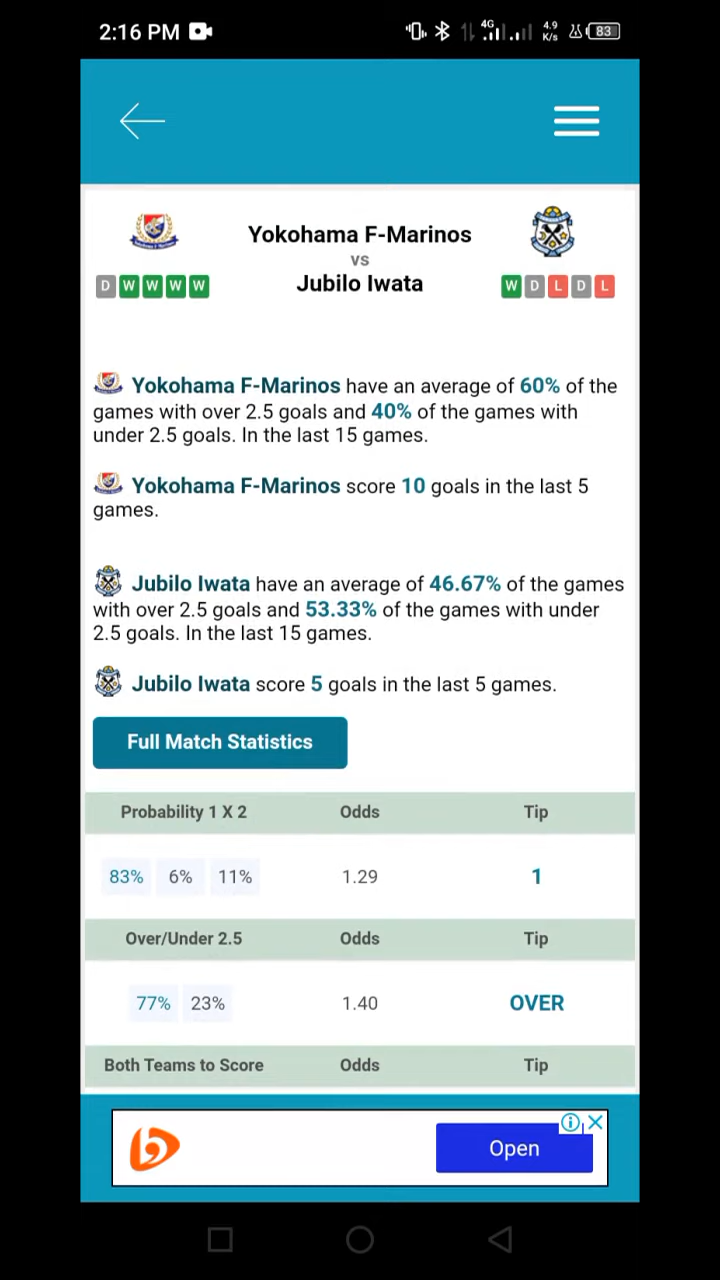 2:16 PM
4G 4.9 K/s 83
Yokohama F-Marinos
vs
Jubilo Iwata
D W W W W
W D L D L
Yokohama F-Marinos have an average of 60% of the
games with over 2.5 goals and 40% of the games with
under 2.5 goals. In the last 15 games.
Yokohama F-Marinos score 10 goals in the last 5
games.
Jubilo Iwata have an average of 46.67% of the games
with over 2.5 goals and 53.33% of the games with under
2.5 goals. In the last 15 games.
Jubilo Iwata score 5 goals in the last 5 games.
Full Match Statistics
Probability 1 X 2 Odds Tip
83% 6% 11% 1.29 1
Over/Under 2.5 Odds Tip
77% 23% 1.40 OVER
Both Teams to Score Odds Tip
Open